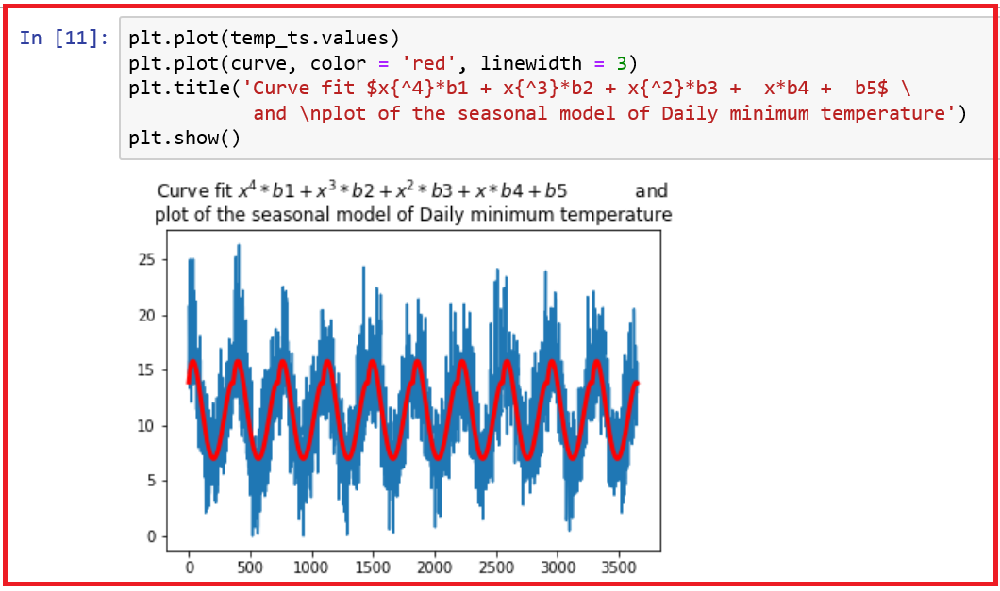 In [11]: plt.plot(temp_ts.values)
plt.plot(curve, color = 'red', linewidth = 3)
plt.title('Curve fit $x{^4}*b1 + x{^3}*b2 + x{^2}*b3 +  x*b4 +  b5$ \
and \nplot of the seasonal model of Daily minimum temperature')
plt.show()
Curve fit x⁴ * b1 + x³ * b2 + x² * b3 + x * b4 + b5 and
plot of the seasonal model of Daily minimum temperature
25
20
15
10
5
0
0 500 1000 1500 2000 2500 3000 3500